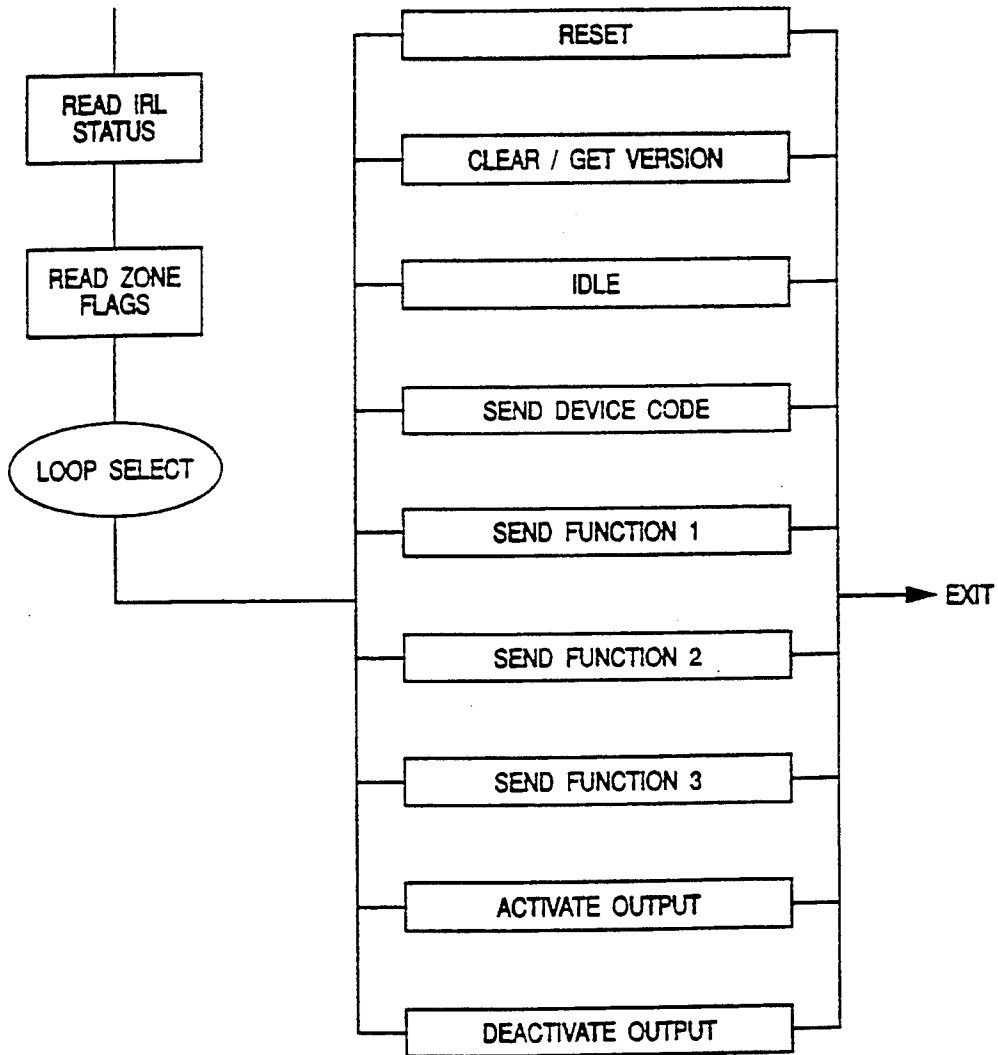 READ IRL
STATUS
READ ZONE
FLAGS
LOOP SELECT
RESET
CLEAR / GET VERSION
IDLE
SEND DEVICE CODE
SEND FUNCTION 1
SEND FUNCTION 2
SEND FUNCTION 3
ACTIVATE OUTPUT
DEACTIVATE OUTPUT
EXIT